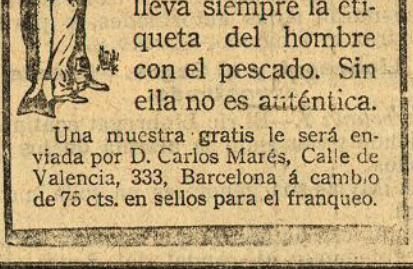 lleva siempre la eti-
queta del hombre
con el pescado. Sin
ella no es auténtica.
Una muestra gratis le será en-
viada por D. Carlos Marés, Calle de
Valencia, 333, Barcelona á cambio
de 75 cts. en sellos para el franqueo.